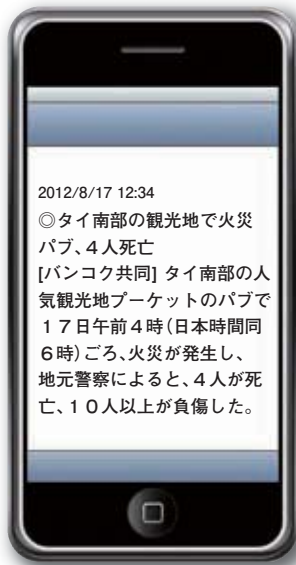 2012/8/17 12:34
◎タイ南部の観光地で火災
パブ、4人死亡
[バンコク共同] タイ南部の人
気観光地プーケットのパブで
１７日午前４時(日本時間同
６時)ごろ、火災が発生し、
地元警察によると、４人が死
亡、１０人以上が負傷した。